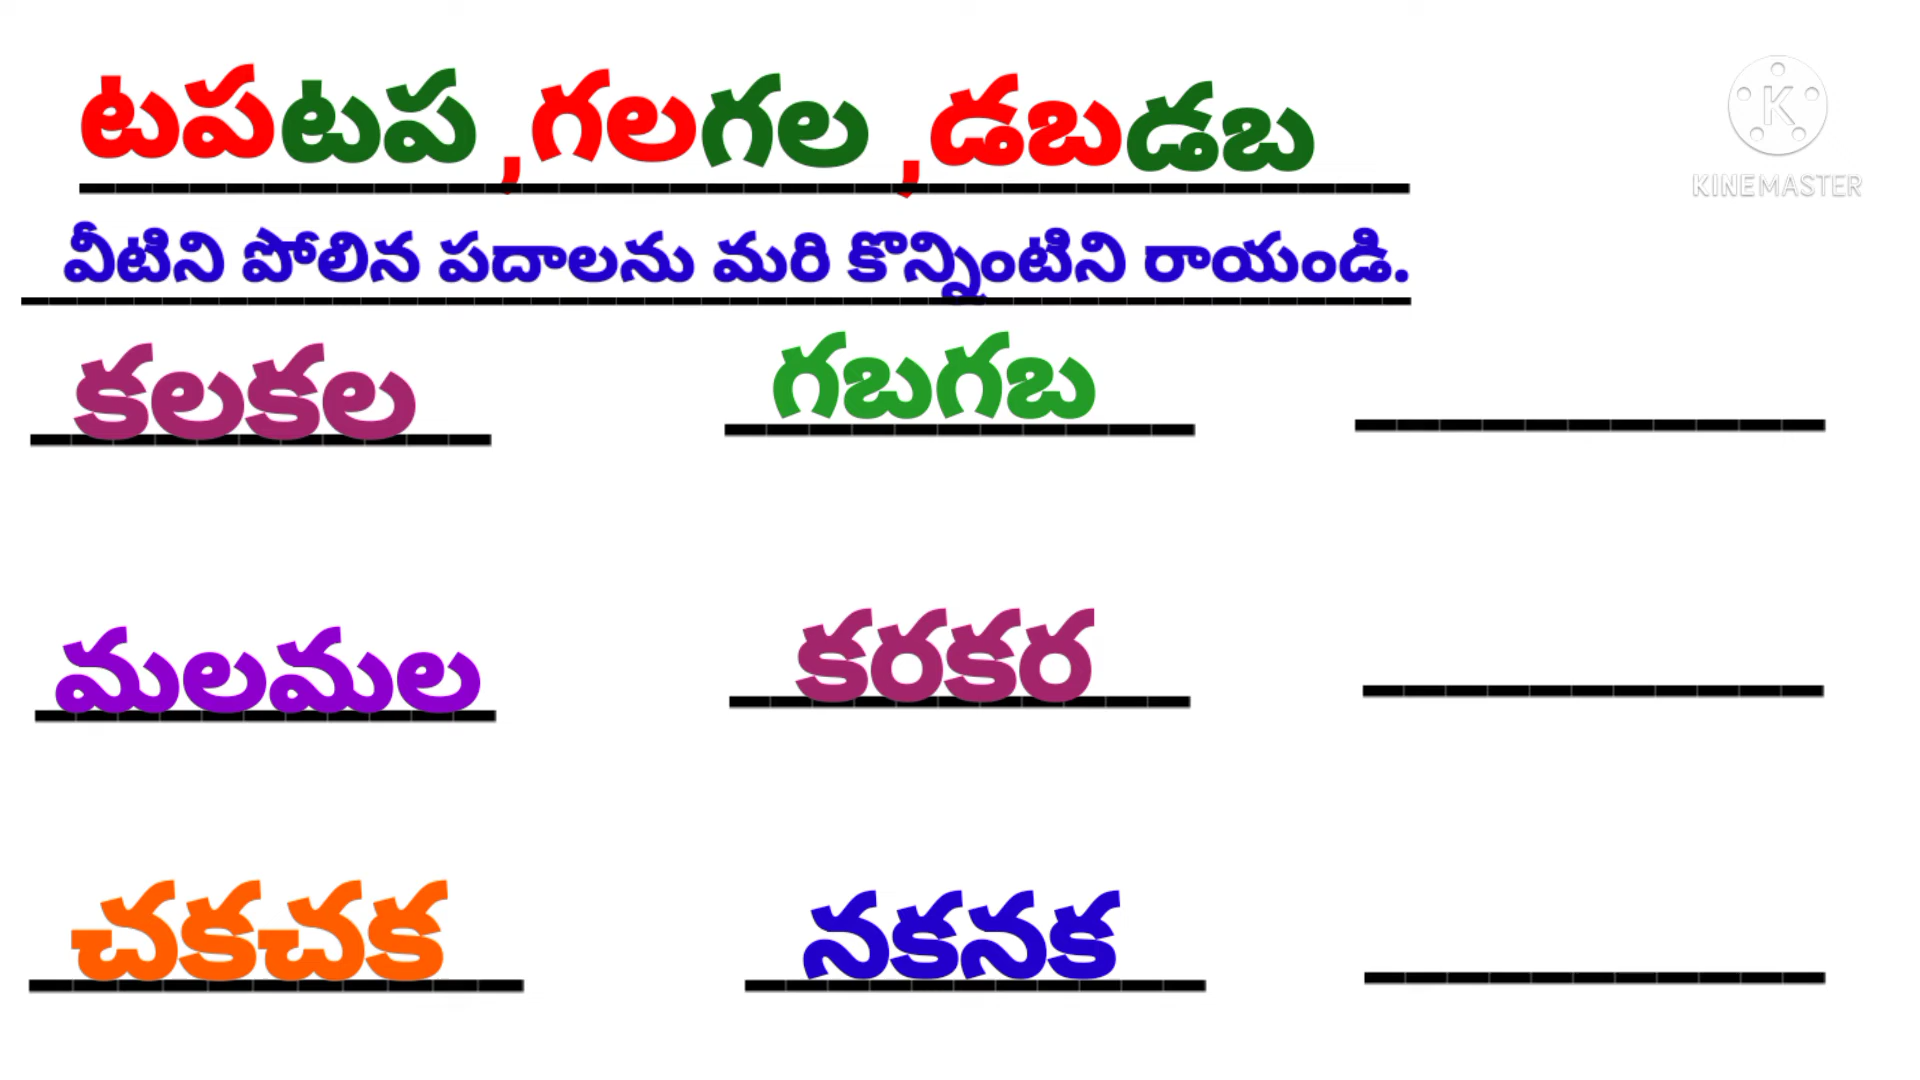 టపటప ,గలగల ,డబడబ
వీటిని పోలిన పదాలను మరి కొన్నింటిని రాయండి.
కలకల గబగబ
మలమల కరకర
చకచక నకనక
K
KINEMASTER